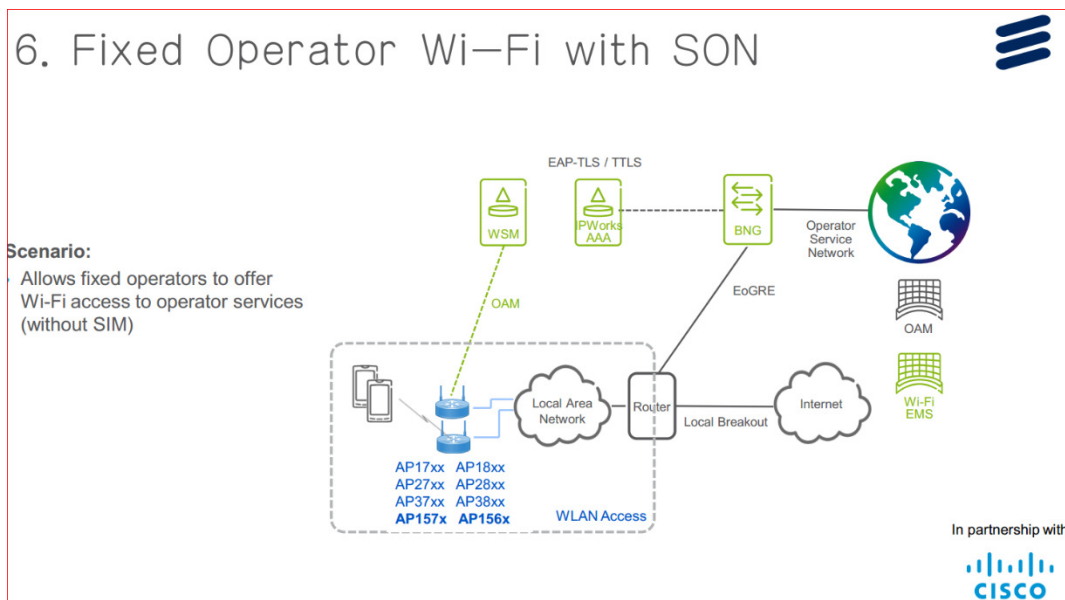 6. Fixed Operator Wi-Fi with SON
EAP-TLS / TTLS
WSM
IPWorks
AAA
BNG
Operator
Service
Network
Scenario:
Allows fixed operators to offer
Wi-Fi access to operator services
(without SIM)
OAM
EoGRE
OAM
Local Area
Network
Router
Local Breakout
Internet
Wi-Fi
EMS
AP17xx AP18xx
AP27xx AP28xx
AP37xx AP38xx
AP157x AP156x
WLAN Access
In partnership with
CISCO